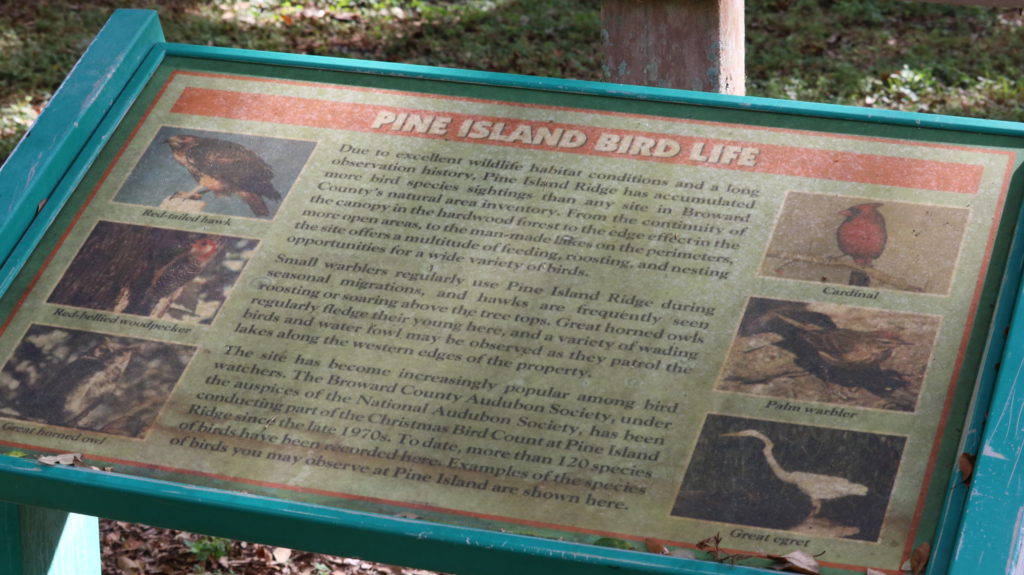 PINE ISLAND BIRD LIFE
Due to excellent wildlife habitat conditions and a long
observation history, Pine Island Ridge has accumulated
more bird species sightings than any site in Broward
County's natural area inventory. From the continuity of
the canopy in the hardwood forest to the edge effect in the
more open areas, to the man-made lakes on the perimeters,
the site offers a multitude of feeding, roosting, and nesting
opportunities for a wide variety of birds.
Small warblers regularly use Pine Island Ridge during
seasonal migrations, and hawks are frequently seen
roosting or soaring above the tree tops. Great horned owls
regularly fledge their young here, and a variety of wading
birds and water fowl may be observed as they patrol the
lakes along the western edges of the property.
The site has become increasingly popular among bird
watchers. The Broward County Audubon Society, under
the auspices of the National Audubon Society, has been
conducting part of the Christmas Bird Count at Pine Island
Ridge since the late 1970s. To date, more than 120 species
of birds have been recorded here. Examples of the species
of birds you may observe at Pine Island are shown here.
Red-tailed hawk
Red-bellied woodpecker
Great horned owl
Cardinal
Palm warbler
Great egret